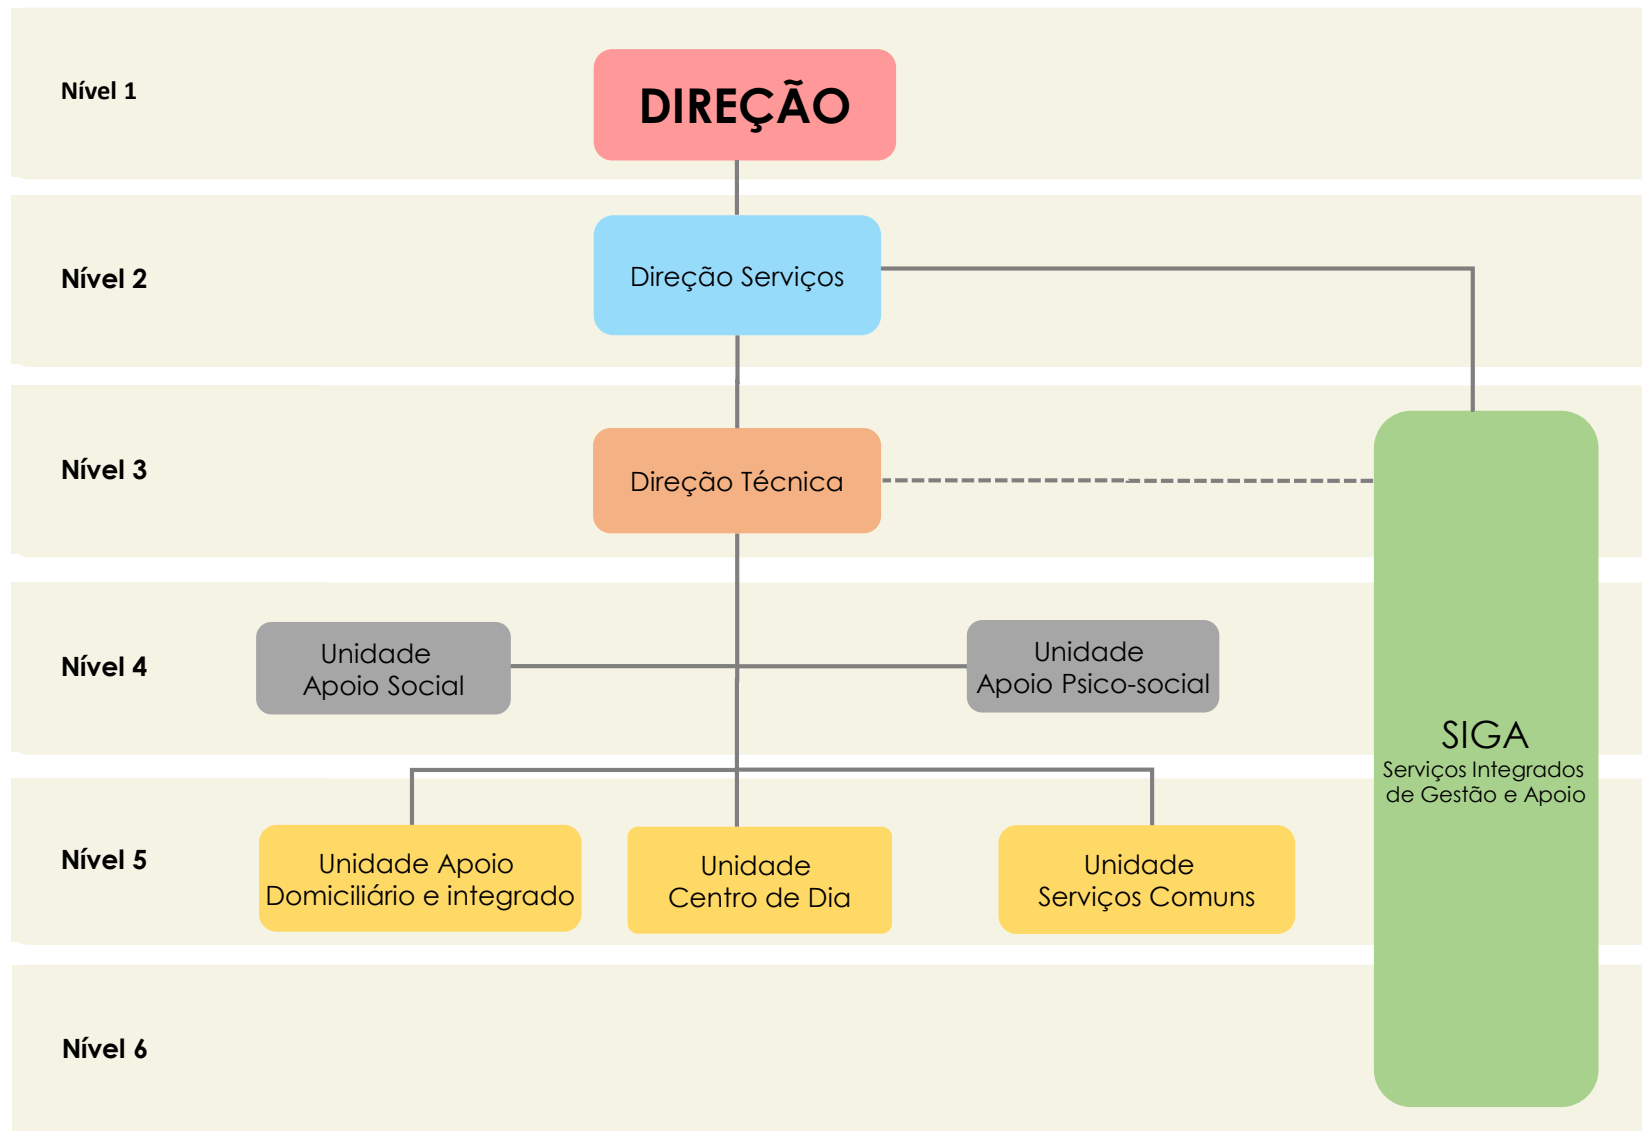 Nível 1
DIREÇÃO
Nível 2
Direção Serviços
Nível 3
Direção Técnica
Nível 4
Unidade
Apoio Social
Unidade
Apoio Psico-social
SIGA
Serviços Integrados
de Gestão e Apoio
Nível 5
Unidade Apoio
Domiciliário e integrado
Unidade
Centro de Dia
Unidade
Serviços Comuns
Nível 6